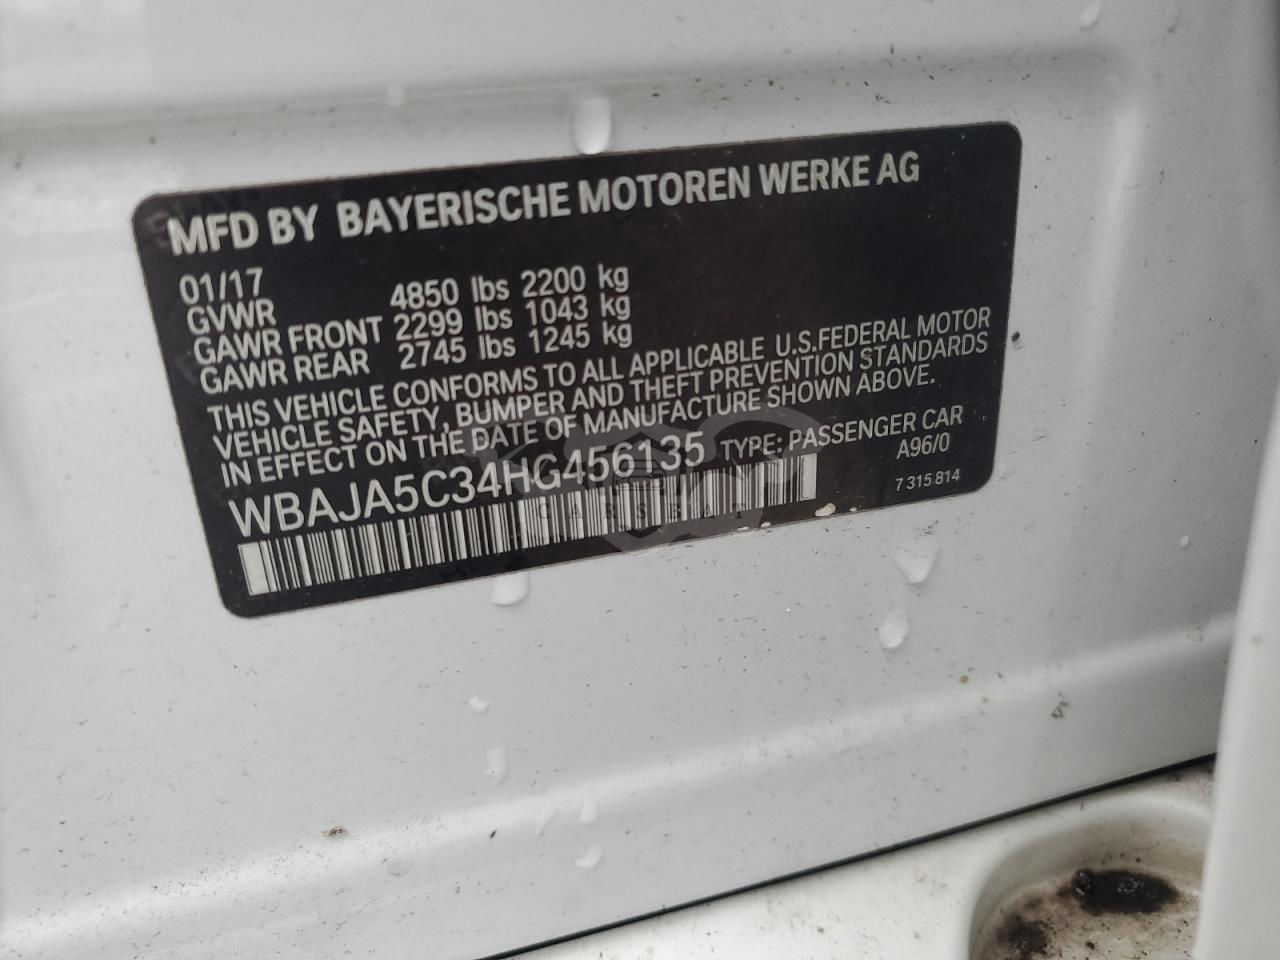 MFD BY BAYERISCHE MOTOREN WERKE AG
01/17
GVWR 4850 lbs 2200 kg
GAWR FRONT 2299 lbs 1043 kg
GAWR REAR 2745 lbs 1245 kg
THIS VEHICLE CONFORMS TO ALL APPLICABLE U.S.FEDERAL MOTOR
VEHICLE SAFETY, BUMPER AND THEFT PREVENTION STANDARDS
IN EFFECT ON THE DATE OF MANUFACTURE SHOWN ABOVE.
WBAJA5C34HG456135 TYPE: PASSENGER CAR
A96/0
7 315 814